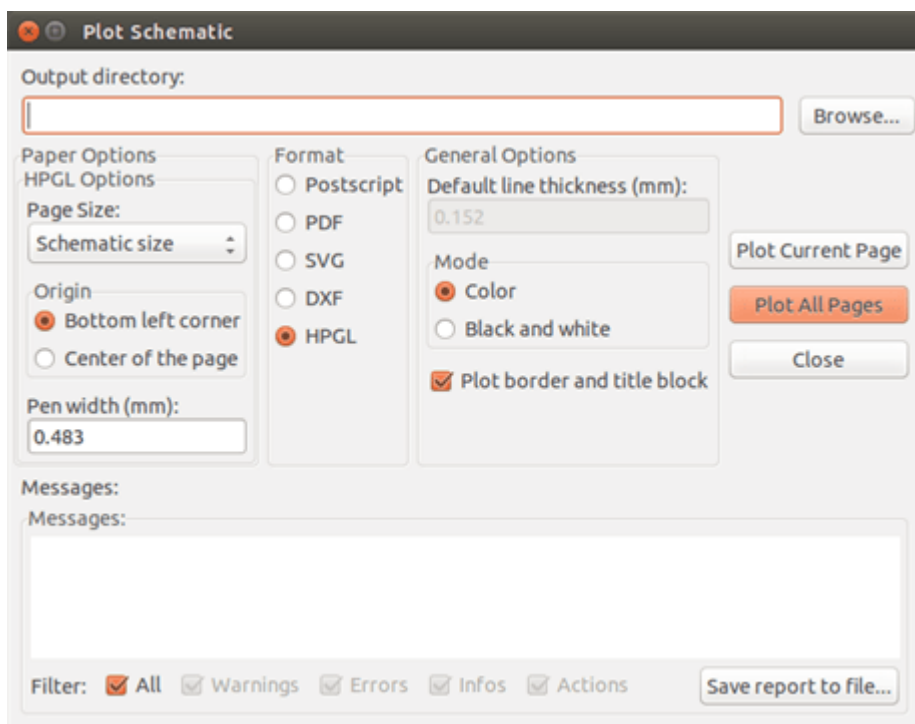 Plot Schematic
Output directory:
Browse...
Paper Options
HPGL Options
Page Size:
Schematic size
Origin
Bottom left corner
Center of the page
Pen width (mm):
0.483
Format
Postscript
PDF
SVG
DXF
HPGL
General Options
Default line thickness (mm):
0.152
Mode
Color
Black and white
Plot border and title block
Plot Current Page
Plot All Pages
Close
Messages:
Messages:
Filter: All Warnings Errors Infos Actions
Save report to file...